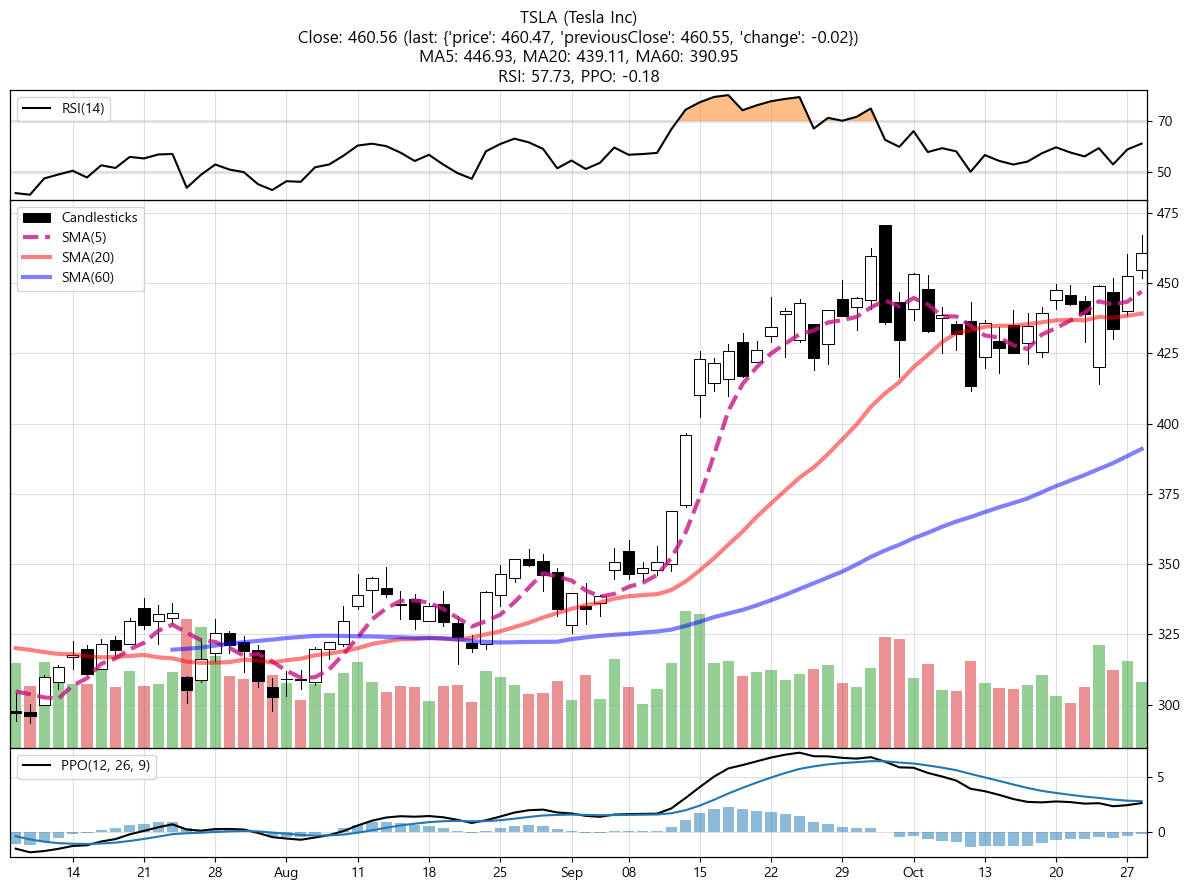 TSLA (Tesla Inc)
Close: 460.56 (last: {'price': 460.47, 'previousClose': 460.55, 'change': -0.02})
MA5: 446.93, MA20: 439.11, MA60: 390.95
RSI: 57.73, PPO: -0.18
RSI(14)
70
50
Candlesticks
SMA(5)
SMA(20)
SMA(60)
475
450
425
400
375
350
325
300
PPO(12, 26, 9)
5
0
14 21 28 Aug 11 18 25 Sep 08 15 22 29 Oct 13 20 27